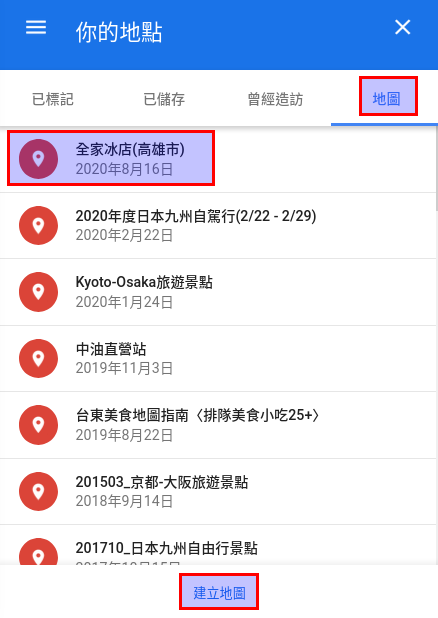 你的地點
已標記 已儲存 曾經造訪 地圖
全家冰店(高雄市)
2020年8月16日
2020年度日本九州自駕行(2/22 - 2/29)
2020年2月22日
Kyoto-Osaka旅遊景點
2020年1月24日
中油直營站
2019年11月3日
台東美食地圖指南〈排隊美食小吃25+〉
2019年8月22日
201503_京都-大阪旅遊景點
2018年9月14日
201710_日本九州自由行景點
建立地圖